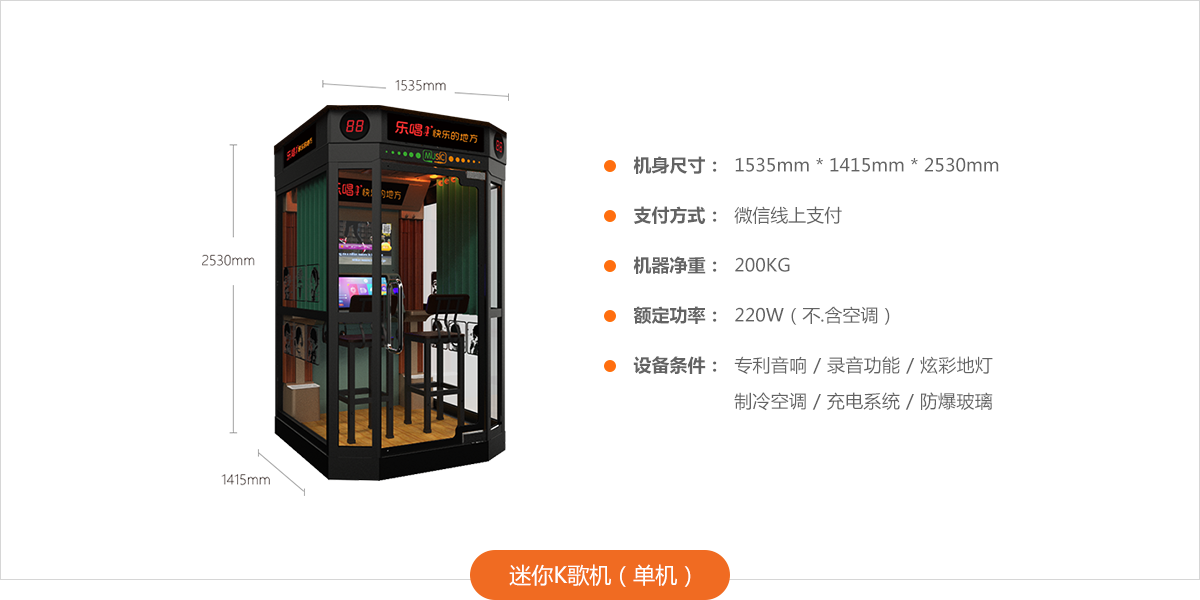 1535mm
88
乐唱 快乐的地方
88
MUSIC
乐唱 快乐的地方
2530mm
1415mm
机身尺寸： 1535mm * 1415mm * 2530mm
支付方式： 微信线上支付
机器净重： 200KG
额定功率： 220W（不.含空调）
设备条件： 专利音响 / 录音功能 / 炫彩地灯
制冷空调 / 充电系统 / 防爆玻璃
迷你K歌机（单机）